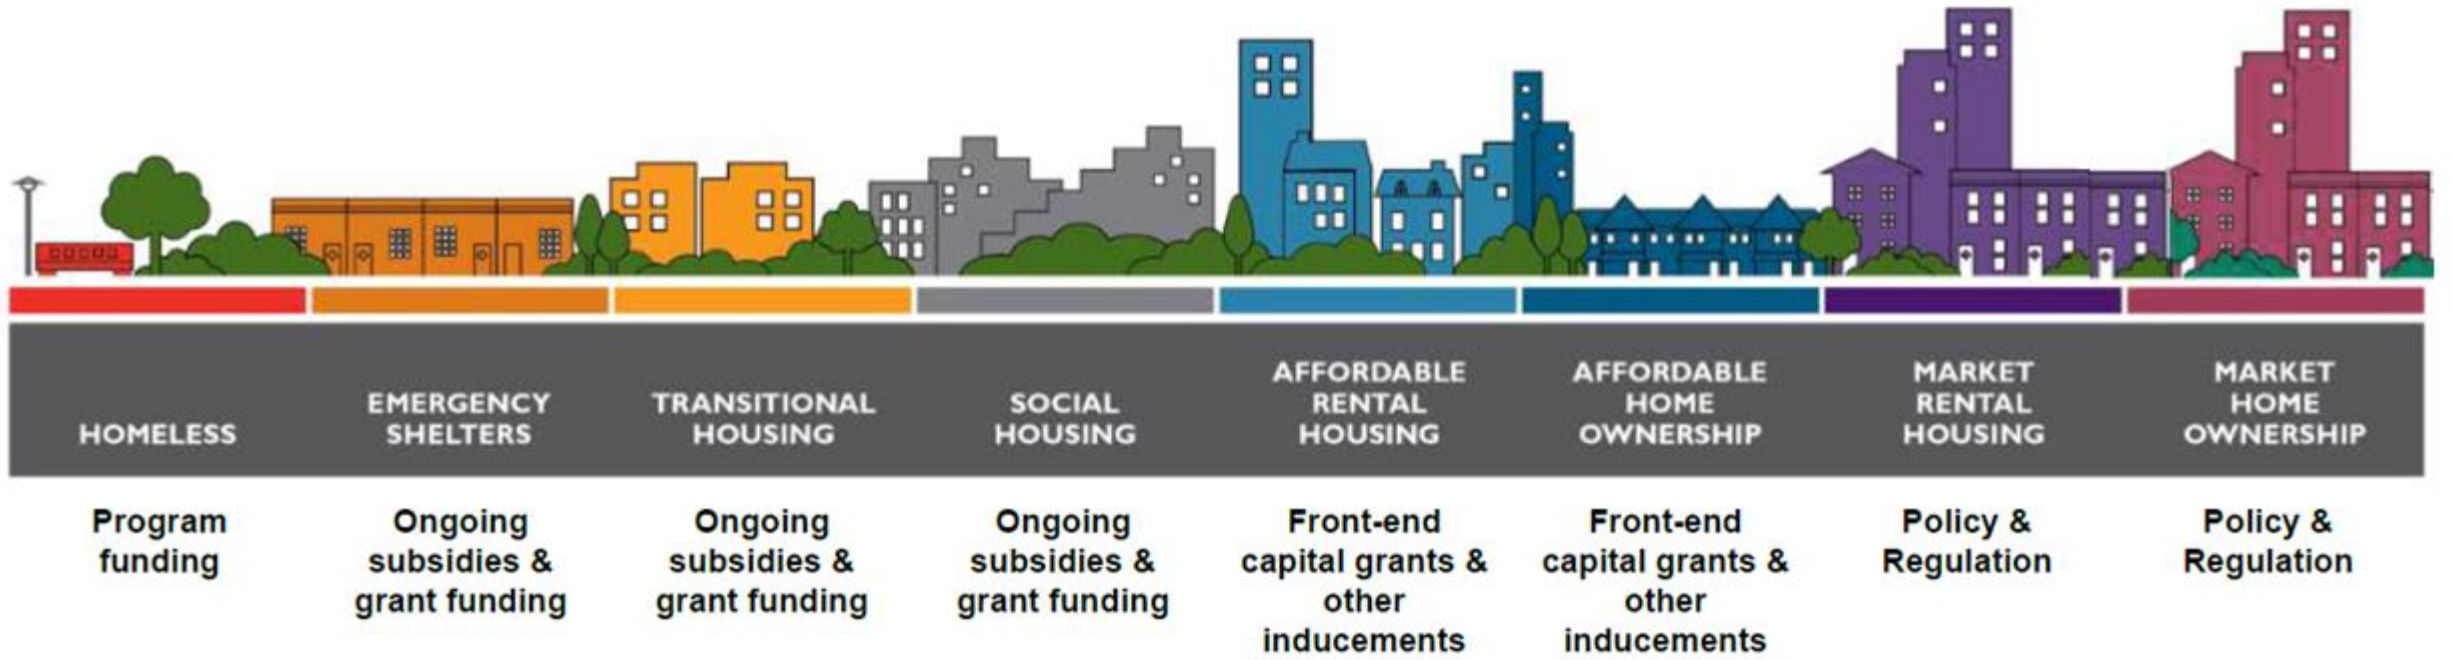 HOMELESS
EMERGENCY
SHELTERS
TRANSITIONAL
HOUSING
SOCIAL
HOUSING
AFFORDABLE
RENTAL
HOUSING
AFFORDABLE
HOME
OWNERSHIP
MARKET
RENTAL
HOUSING
MARKET
HOME
OWNERSHIP
Program
funding
Ongoing
subsidies &
grant funding
Ongoing
subsidies &
grant funding
Ongoing
subsidies &
grant funding
Front-end
capital grants &
other
inducements
Front-end
capital grants &
other
inducements
Policy &
Regulation
Policy &
Regulation